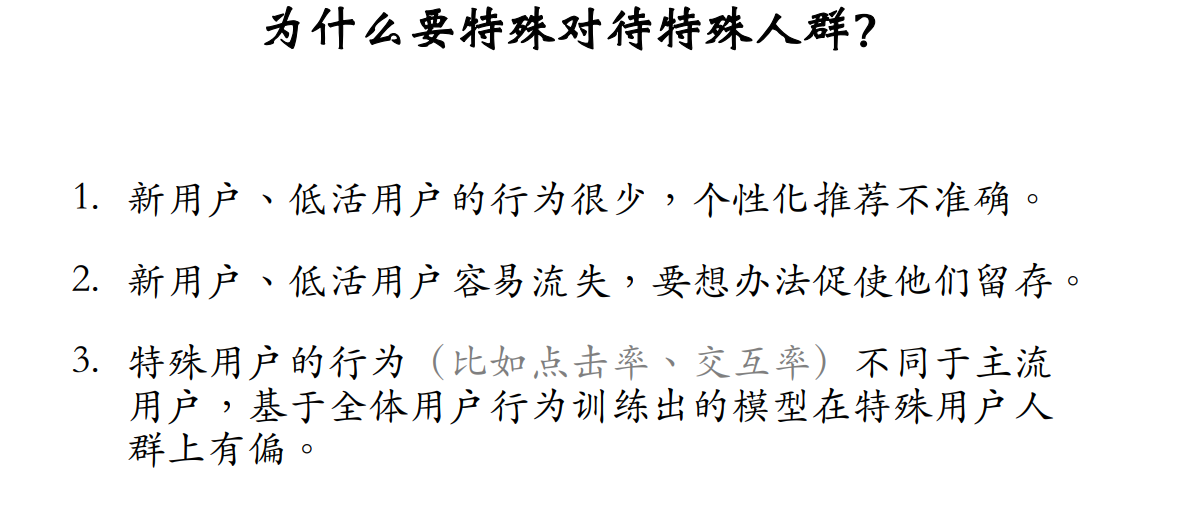 为什么要特殊对待特殊人群?
1. 新用户、低活用户的行为很少，个性化推荐不准确。
2. 新用户、低活用户容易流失，要想办法促使他们留存。
3. 特殊用户的行为（比如点击率、交互率）不同于主流
用户，基于全体用户行为训练出的模型在特殊用户人
群上有偏。